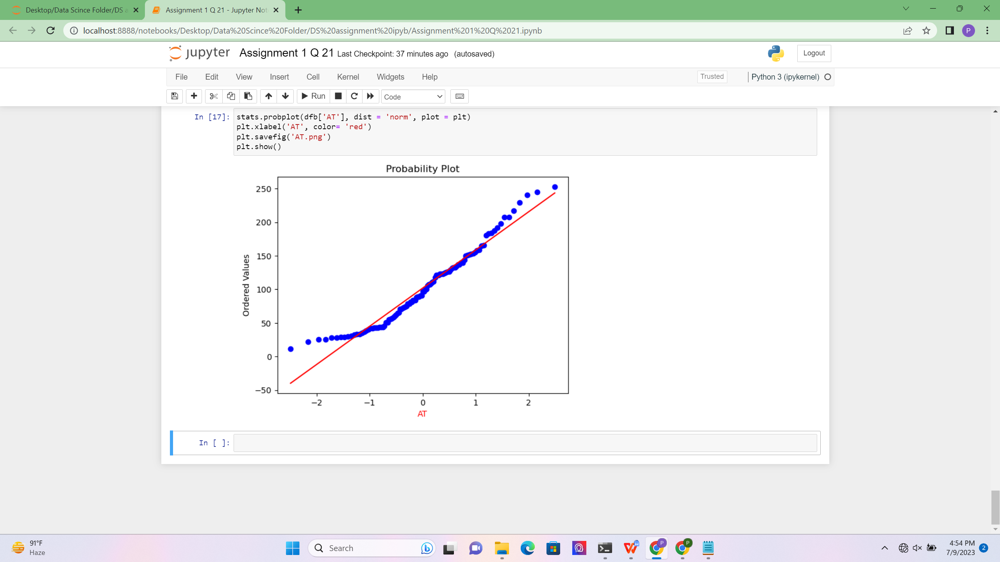 Desktop/Data Scince Folder/DS a
Assignment 1 Q 21 - Jupyter Not
localhost:8888/notebooks/Desktop/Data%20Scince%20Folder/DS%20assignment%20ipyb/Assignment%201%20Q%2021.ipynb
P
jupyter Assignment 1 Q 21 Last Checkpoint: 37 minutes ago (autosaved)
Logout
File Edit View Insert Cell Kernel Widgets Help
Trusted
Python 3 (ipykernel)
Run
Code
In [17]: stats.probplot(dfb['AT'], dist = 'norm', plot = plt)
plt.xlabel('AT', color= 'red')
plt.savefig('AT.png')
plt.show()
Probability Plot
250
200
150
100
50
0
−50
Ordered Values
−2 −1 0 1 2
AT
In [ ]:
91°F
Haze
Search
P
P
4:54 PM
7/9/2023
2